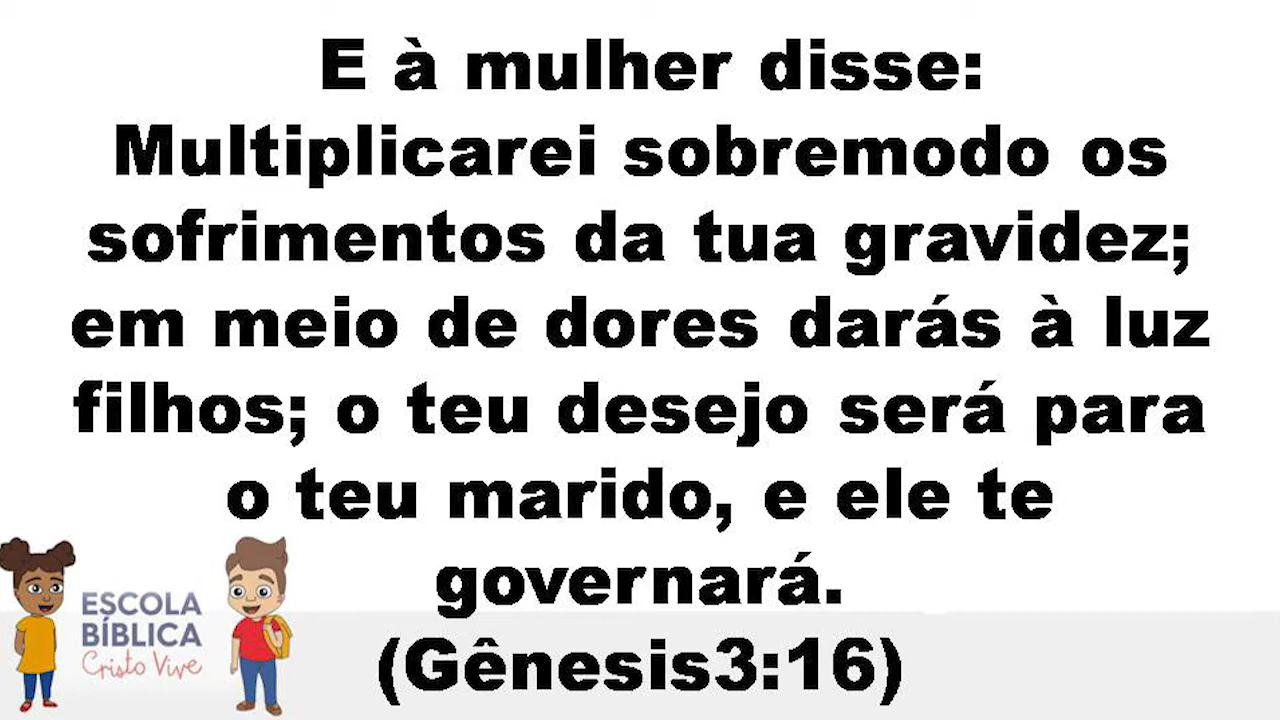 E à mulher disse:
Multiplicarei sobremodo os
sofrimentos da tua gravidez;
em meio de dores darás à luz
filhos; o teu desejo será para
o teu marido, e ele te
governará.
(Gênesis3:16)
ESCOLA
BÍBLICA
Cristo Vive